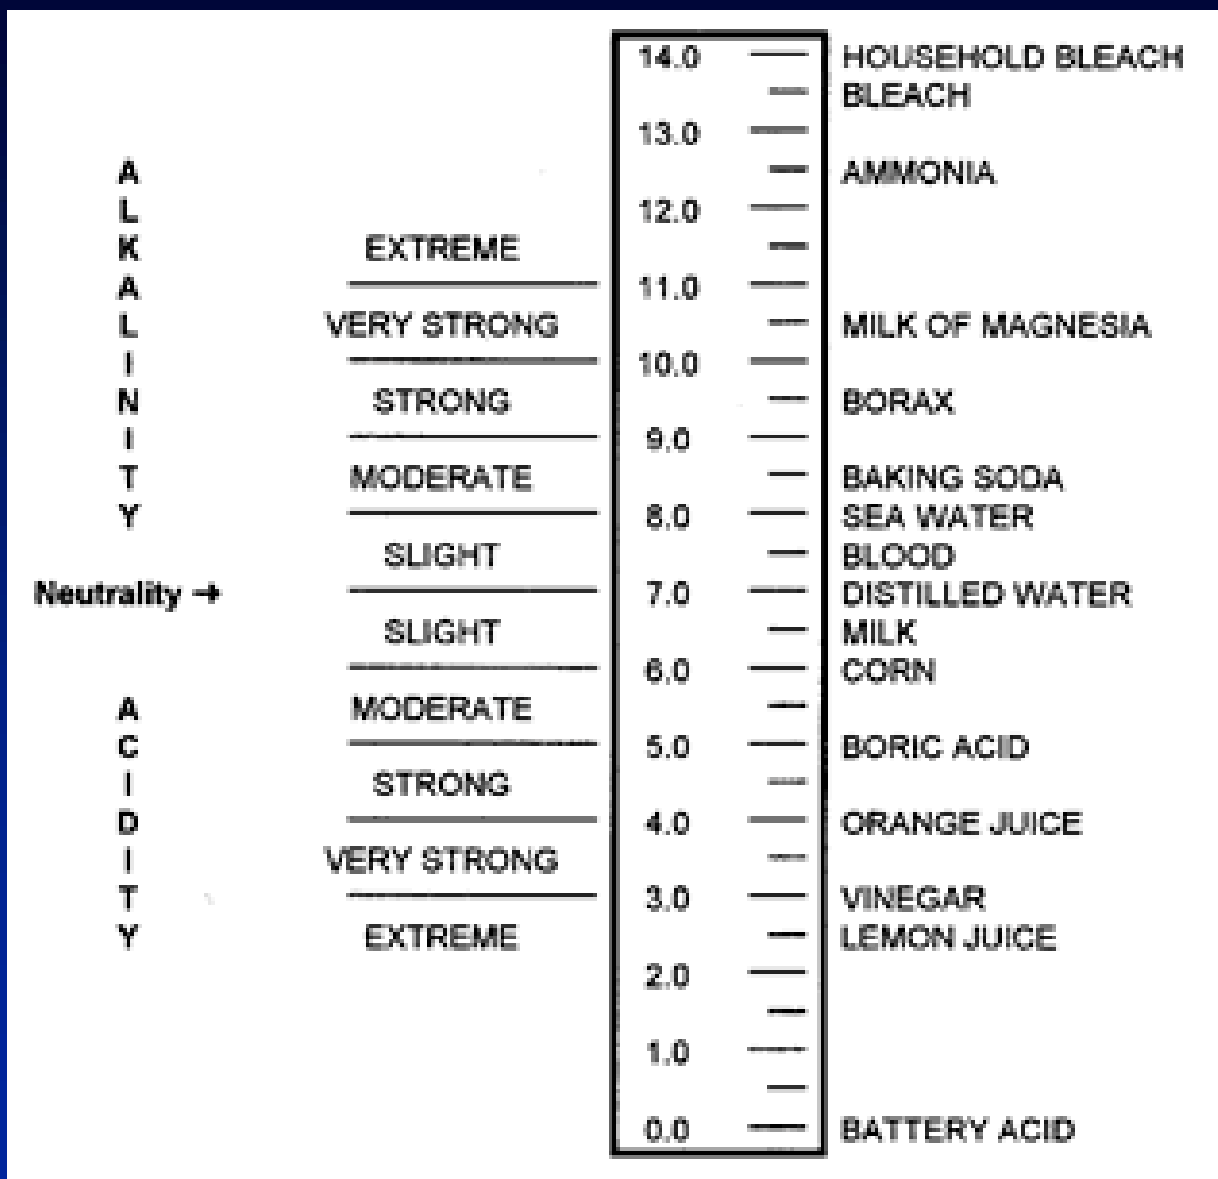 14.0 HOUSEHOLD BLEACH
BLEACH
13.0
AMMONIA
12.0
EXTREME
11.0
VERY STRONG MILK OF MAGNESIA
10.0
STRONG BORAX
9.0
MODERATE BAKING SODA
8.0 SEA WATER
SLIGHT BLOOD
Neutrality → 7.0 DISTILLED WATER
SLIGHT MILK
6.0 CORN
MODERATE
5.0 BORIC ACID
STRONG
4.0 ORANGE JUICE
VERY STRONG
3.0 VINEGAR
EXTREME LEMON JUICE
2.0
1.0
0.0 BATTERY ACID
ALKALINITY
ACIDITY